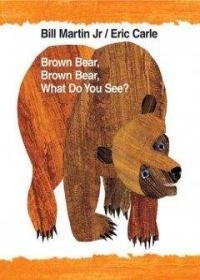 Bill Martin Jr / Eric Carle
Brown Bear,
Brown Bear,
What Do You See?